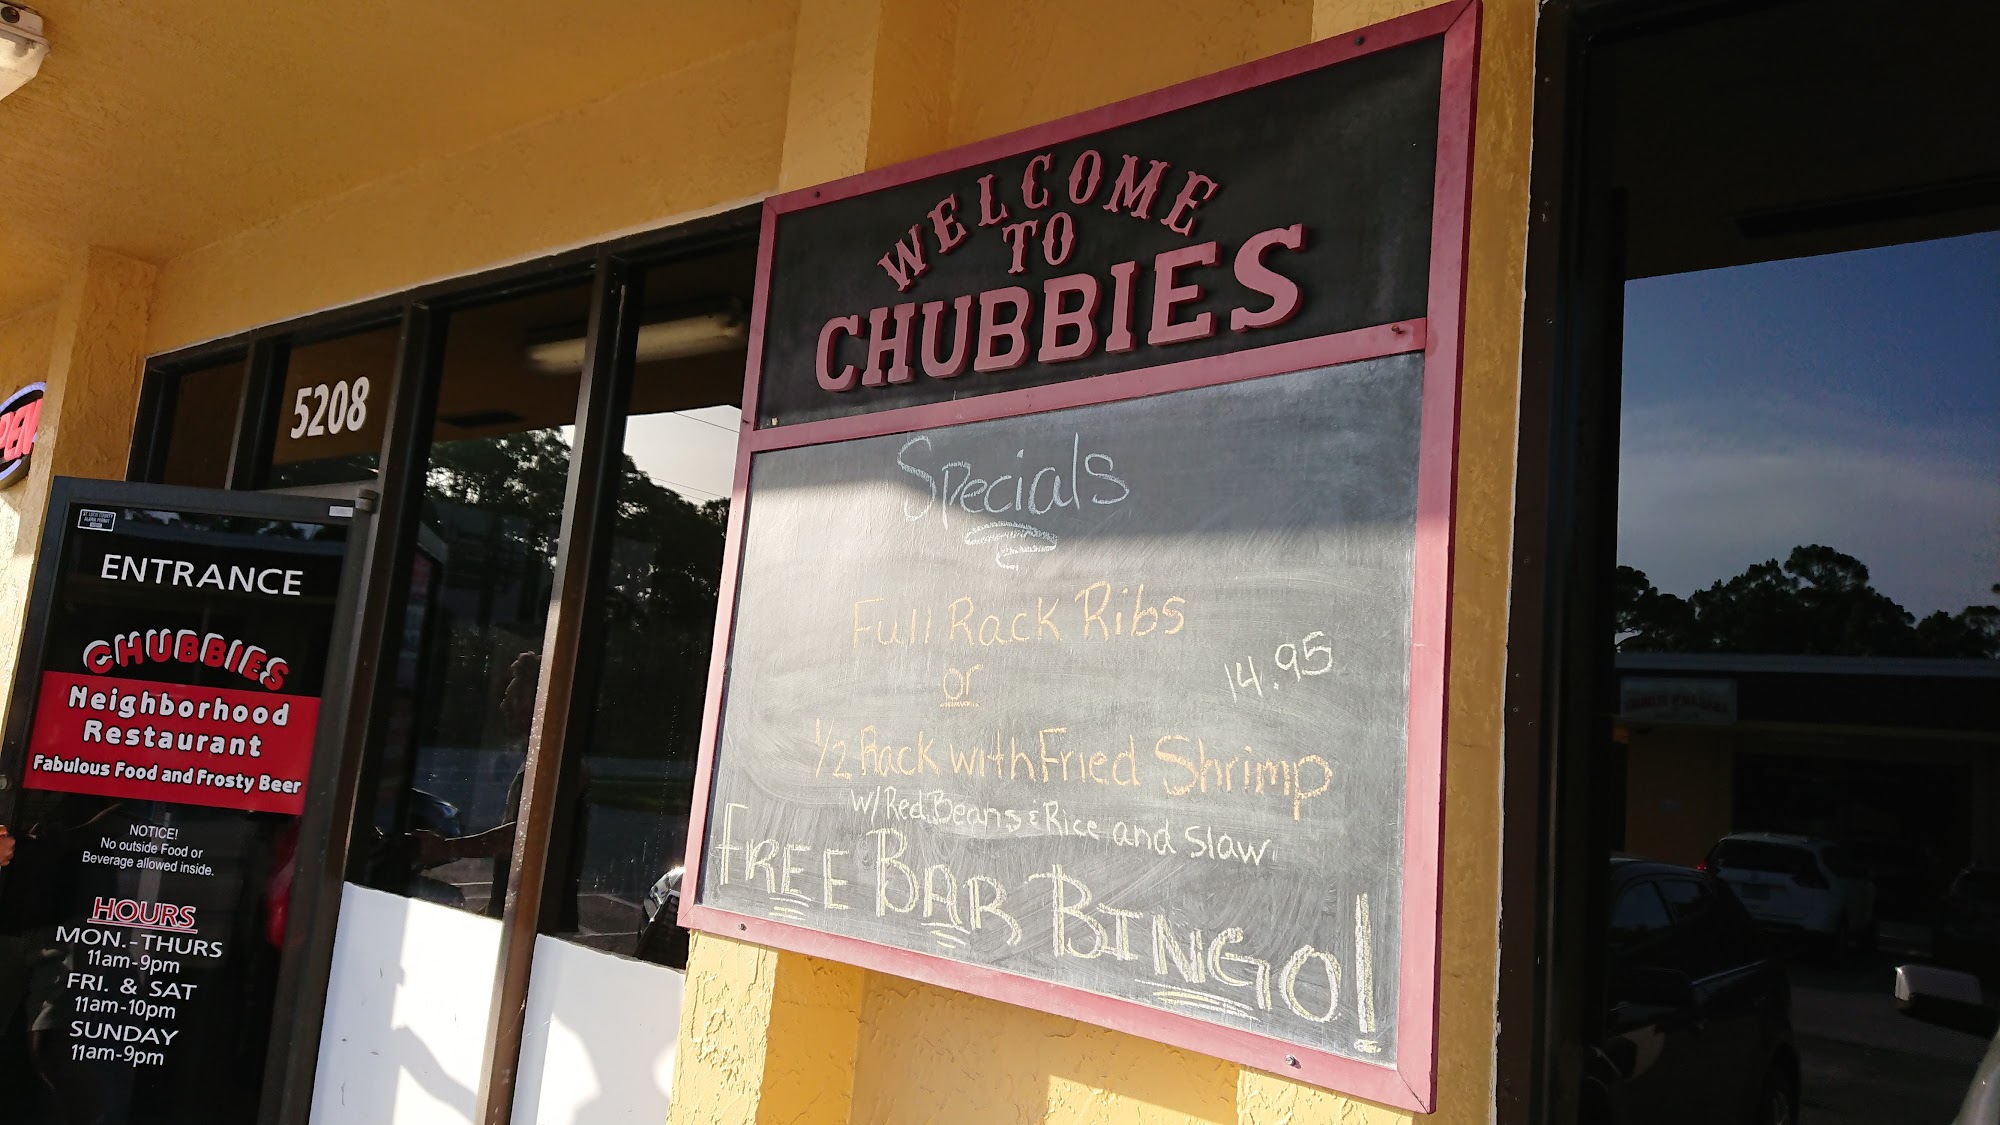 WELCOME
TO
CHUBBIES
Specials
Full Rack Ribs
or
14.95
1/2 Rack with Fried Shrimp
w/ Red Beans & Rice and Slaw
FREE BAR BINGO!
5208
ENTRANCE
CHUBBIES
Neighborhood
Restaurant
Fabulous Food and Frosty Beer
NOTICE!
No outside Food or
Beverage allowed inside.
HOURS
MON.-THURS
11am-9pm
FRI. & SAT
11am-10pm
SUNDAY
11am-9pm